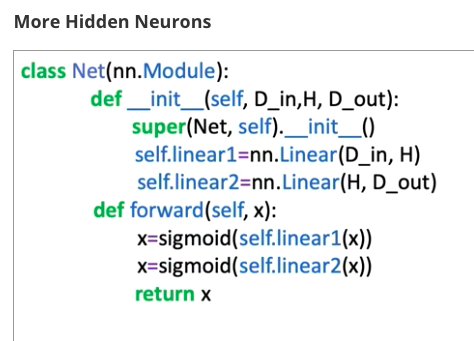 More Hidden Neurons
class Net(nn.Module):
def __init__(self, D_in,H, D_out):
super(Net, self).__init__()
self.linear1=nn.Linear(D_in, H)
self.linear2=nn.Linear(H, D_out)
def forward(self, x):
x=sigmoid(self.linear1(x))
x=sigmoid(self.linear2(x))
return x